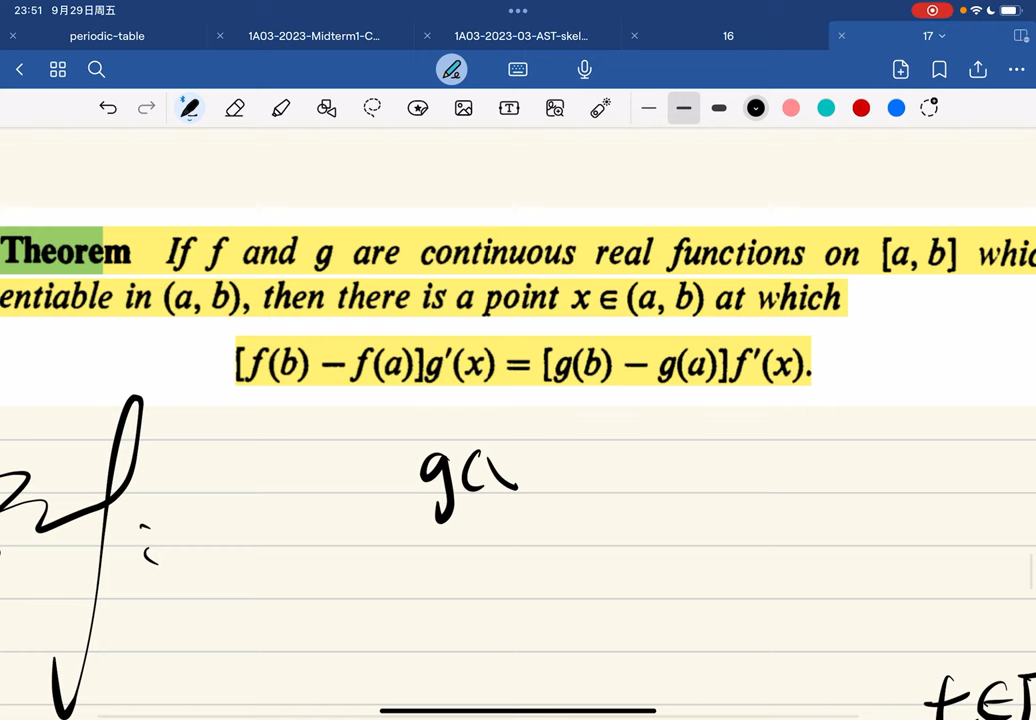 23:51 9月29日周五
periodic-table 1A03-2023-Midterm1-C... 1A03-2023-03-AST-skel... 16 17
Theorem If f and g are continuous real functions on [a, b] whic
entiable in (a, b), then there is a point x ∈ (a, b) at which
[f(b) − f(a)]g′(x) = [g(b) − g(a)]f′(x).
g(
t ∈